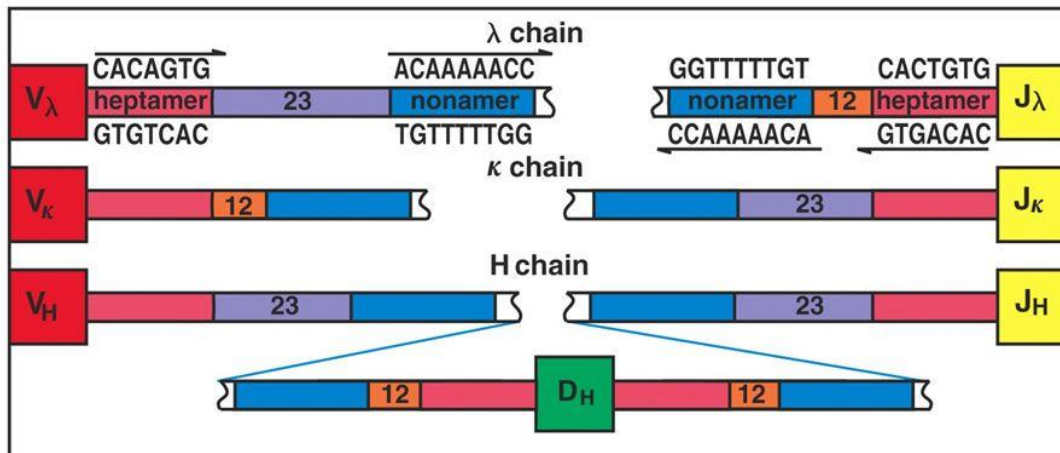 λ chain
CACAGTG ACAAAAACC GGTTTTTGT CACTGTG
Vλ heptamer 23 nonamer nonamer 12 heptamer Jλ
GTGTCAC TGTTTTTGG CCAAAAACA GTGACAC
κ chain
Vκ 12 23 Jκ
H chain
VH 23 23 JH
12 DH 12